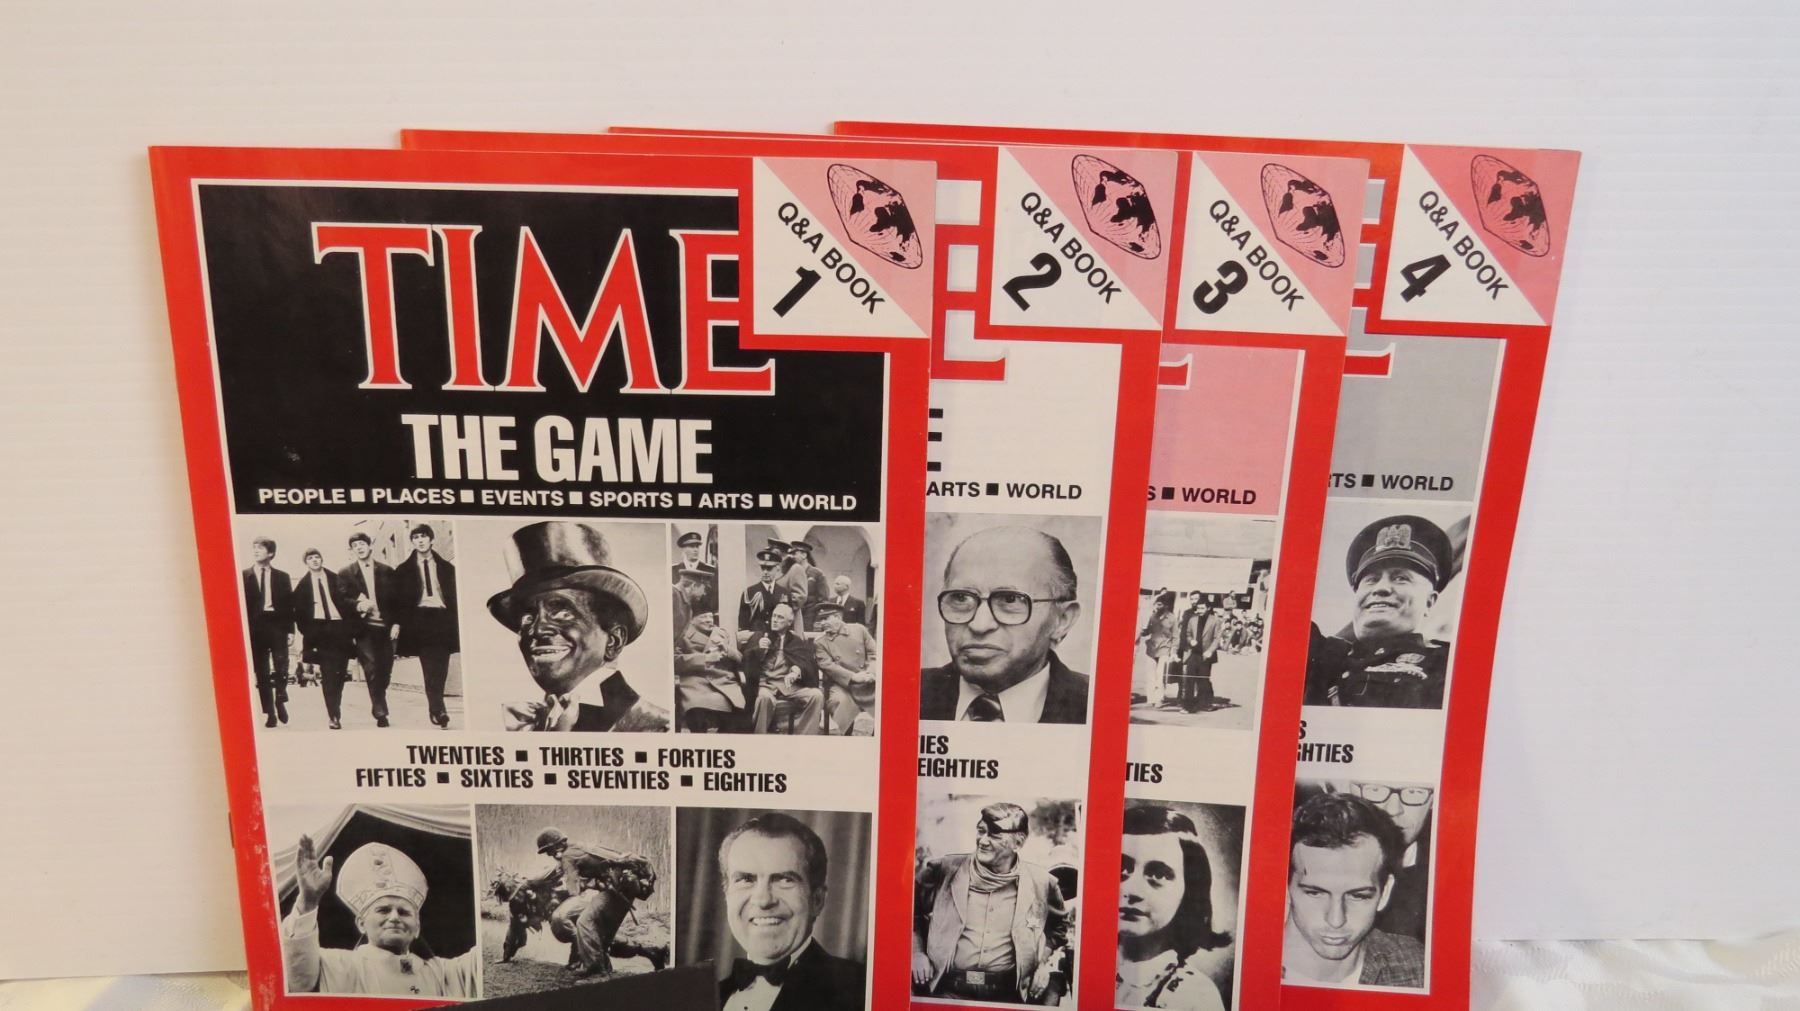 TIME
Q&A BOOK
1
THE GAME
PEOPLE ■ PLACES ■ EVENTS ■ SPORTS ■ ARTS ■ WORLD
TWENTIES ■ THIRTIES ■ FORTIES
FIFTIES ■ SIXTIES ■ SEVENTIES ■ EIGHTIES
Q&A BOOK
2
E
E
ARTS ■ WORLD
IES
EIGHTIES
Q&A BOOK
3
E
S ■ WORLD
TIES
Q&A BOOK
4
E
RTS ■ WORLD
S
GHTIES